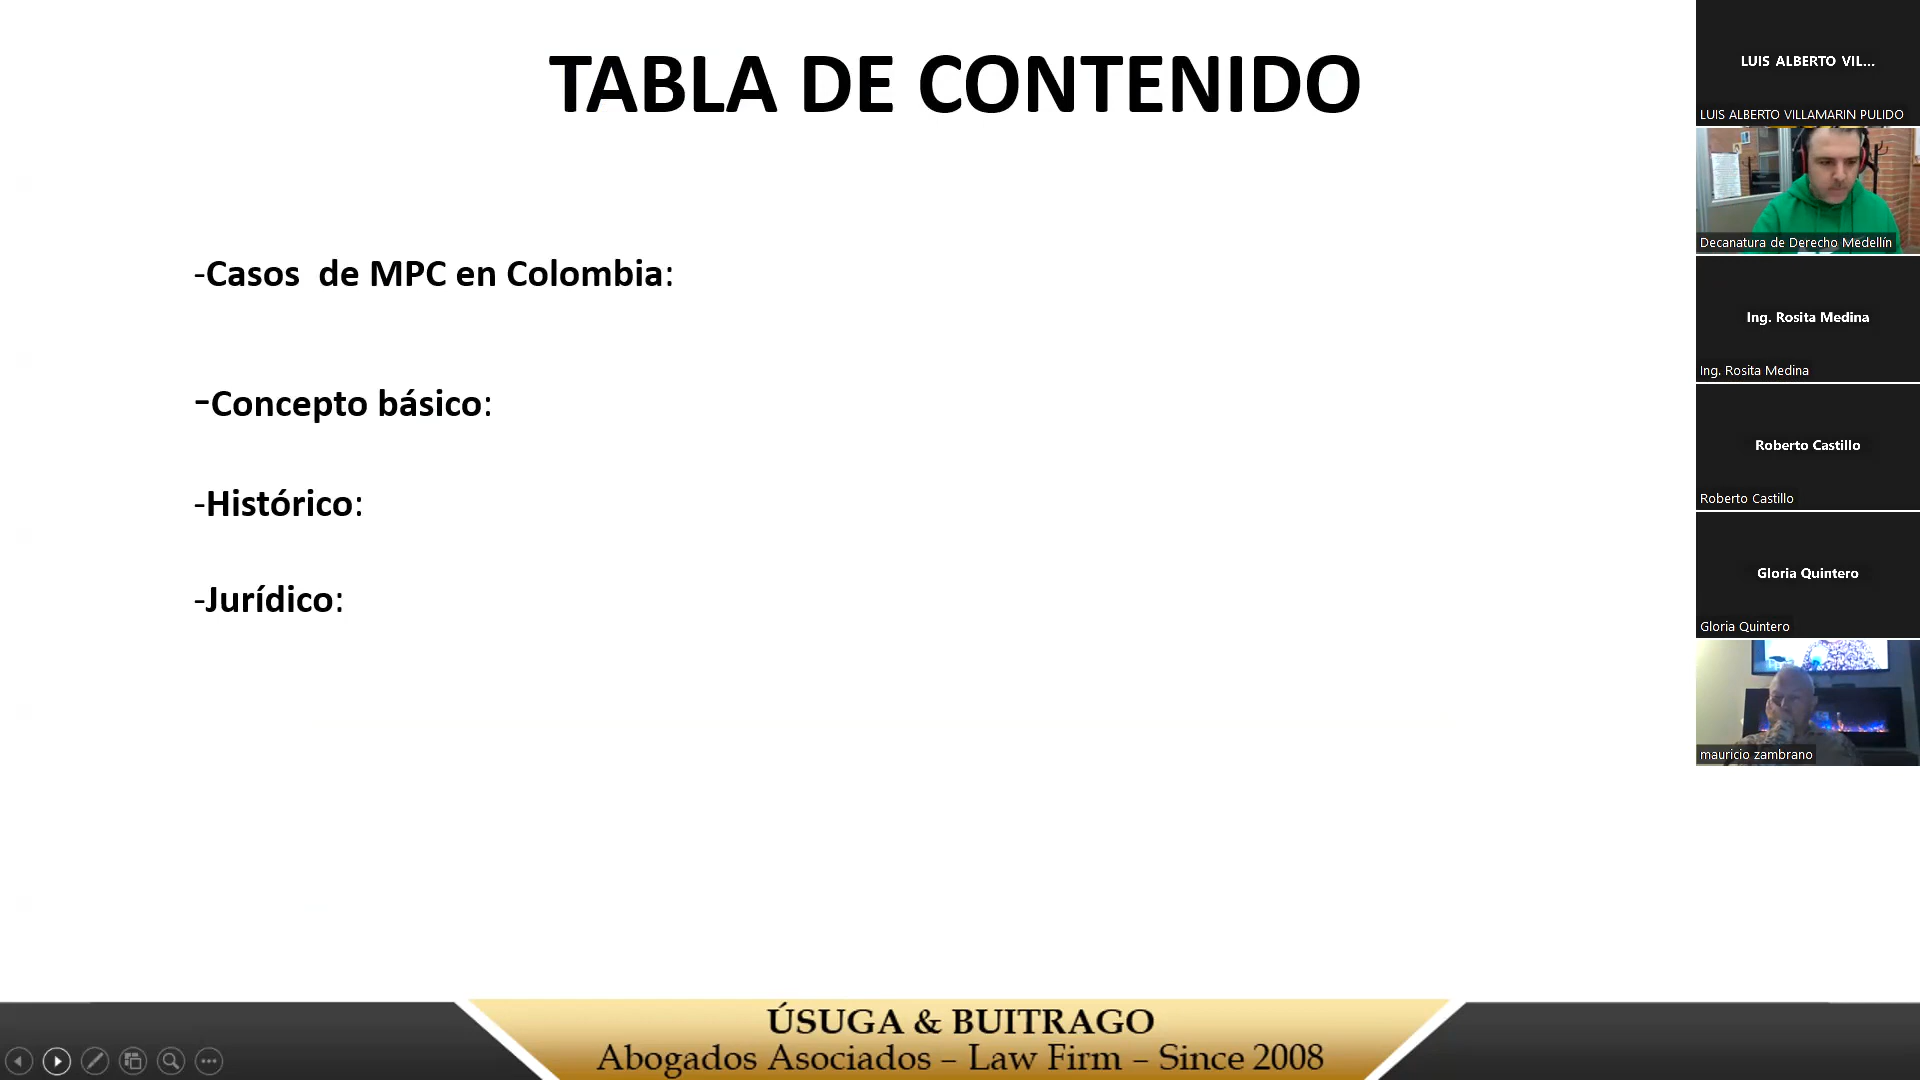 TABLA DE CONTENIDO
-Casos  de MPC en Colombia:
-Concepto básico:
-Histórico:
-Jurídico:
ÚSUGA & BUITRAGO
Abogados Asociados – Law Firm – Since 2008
LUIS ALBERTO VIL...
LUIS ALBERTO VILLAMARIN PULIDO
Decanatura de Derecho Medellín
Ing. Rosita Medina
Ing. Rosita Medina
Roberto Castillo
Roberto Castillo
Gloria Quintero
Gloria Quintero
mauricio zambrano